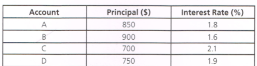 Account Principal ($) Interest Rate (%)
A 850 1.8
B 900 1.6
C 700 2.1
D 750 1.9